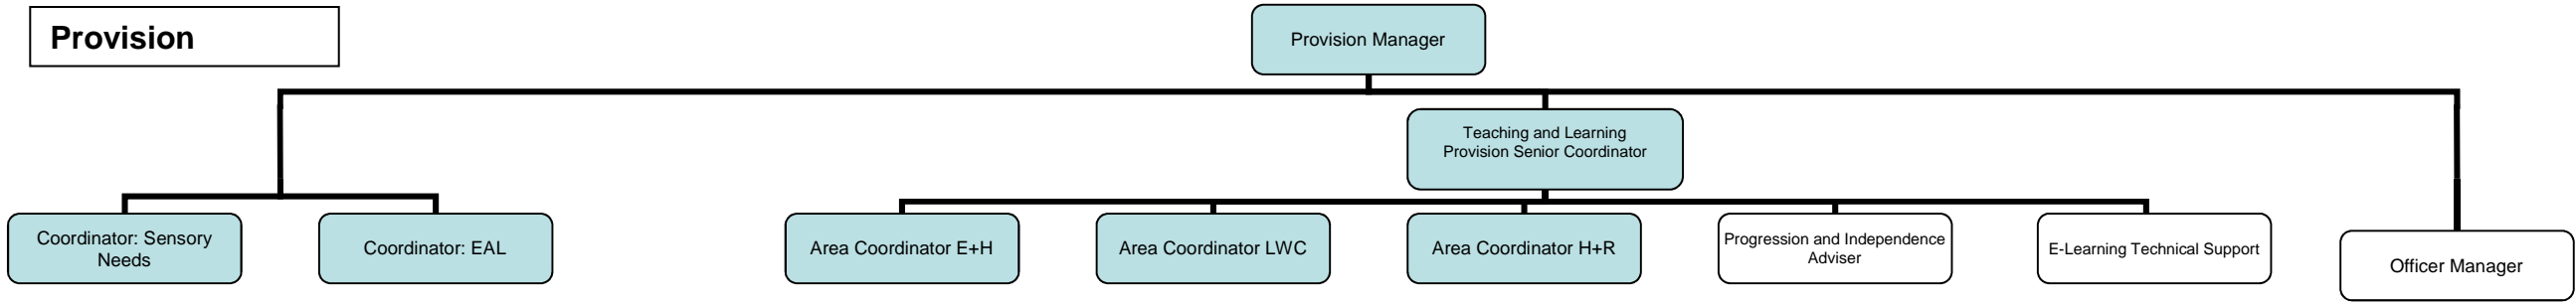 Provision
Provision Manager
Teaching and Learning
Provision Senior Coordinator
Coordinator: Sensory
Needs
Coordinator: EAL
Area Coordinator E+H
Area Coordinator LWC
Area Coordinator H+R
Progression and Independence
Adviser
E-Learning Technical Support
Officer Manager